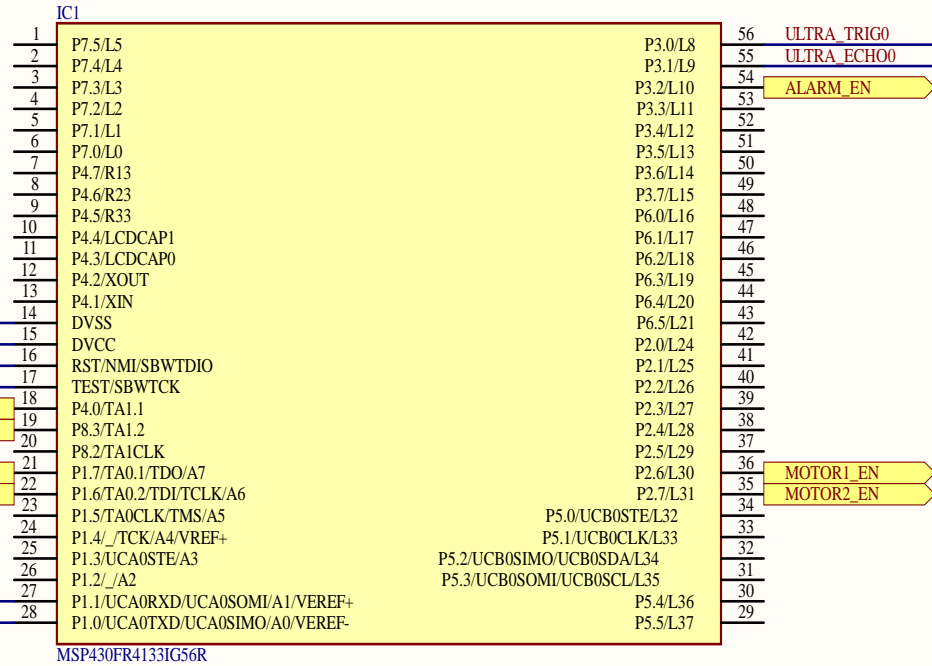 IC1
1 P7.5/L5 P3.0/L8 56 ULTRA_TRIG0
2 P7.4/L4 P3.1/L9 55 ULTRA_ECHO0
3 P7.3/L3 P3.2/L10 54 ALARM_EN
4 P7.2/L2 P3.3/L11 53
5 P7.1/L1 P3.4/L12 52
6 P7.0/L0 P3.5/L13 51
7 P4.7/R13 P3.6/L14 50
8 P4.6/R23 P3.7/L15 49
9 P4.5/R33 P6.0/L16 48
10 P4.4/LCDCAP1 P6.1/L17 47
11 P4.3/LCDCAP0 P6.2/L18 46
12 P4.2/XOUT P6.3/L19 45
13 P4.1/XIN P6.4/L20 44
14 DVSS P6.5/L21 43
15 DVCC P2.0/L24 42
16 RST/NMI/SBWTDIO P2.1/L25 41
17 TEST/SBWTCK P2.2/L26 40
18 P4.0/TA1.1 P2.3/L27 39
19 P8.3/TA1.2 P2.4/L28 38
20 P8.2/TA1CLK P2.5/L29 37
21 P1.7/TA0.1/TDO/A7 P2.6/L30 36 MOTOR1_EN
22 P1.6/TA0.2/TDI/TCLK/A6 P2.7/L31 35 MOTOR2_EN
23 P1.5/TA0CLK/TMS/A5 P5.0/UCB0STE/L32 34
24 P1.4/_/TCK/A4/VREF+ P5.1/UCB0CLK/L33 33
25 P1.3/UCA0STE/A3 P5.2/UCB0SIMO/UCB0SDA/L34 32
26 P1.2/_/A2 P5.3/UCB0SOMI/UCB0SCL/L35 31
27 P1.1/UCA0RXD/UCA0SOMI/A1/VEREF+ P5.4/L36 30
28 P1.0/UCA0TXD/UCA0SIMO/A0/VEREF- P5.5/L37 29
MSP430FR4133IG56R